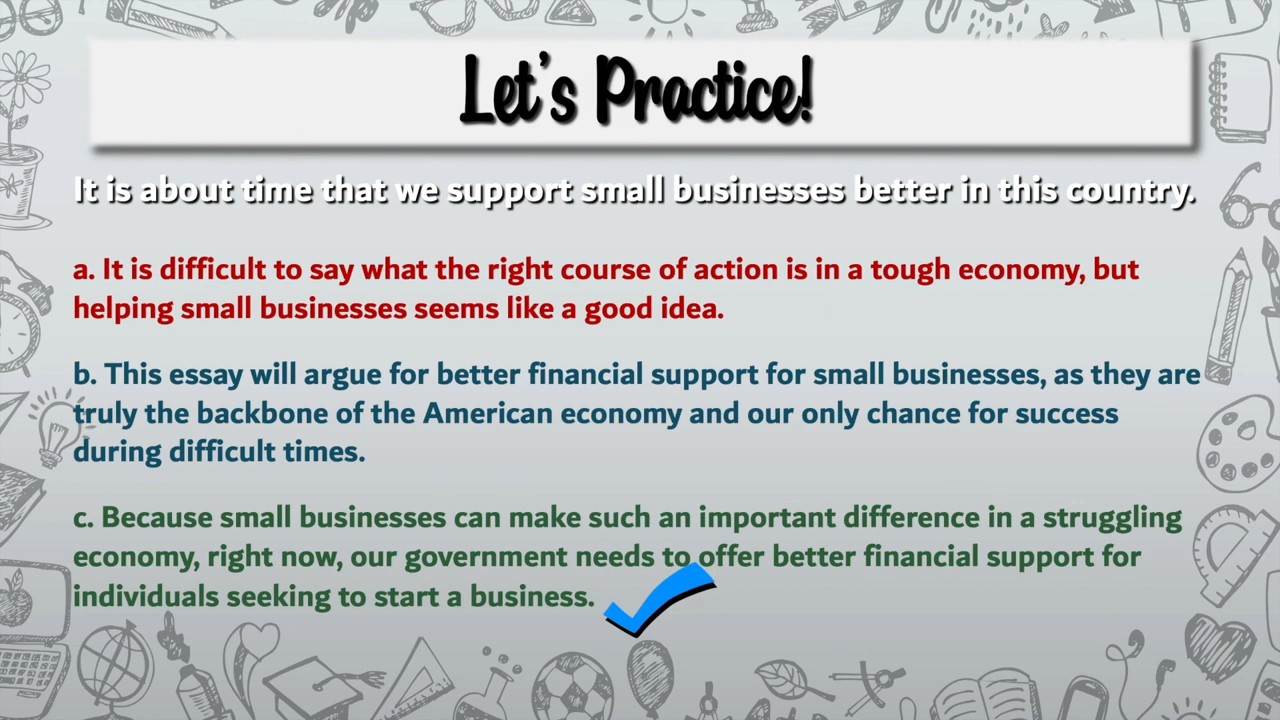 Let's Practice!
It is about time that we support small businesses better in this country.
a. It is difficult to say what the right course of action is in a tough economy, but
helping small businesses seems like a good idea.
b. This essay will argue for better financial support for small businesses, as they are
truly the backbone of the American economy and our only chance for success
during difficult times.
c. Because small businesses can make such an important difference in a struggling
economy, right now, our government needs to offer better financial support for
individuals seeking to start a business.